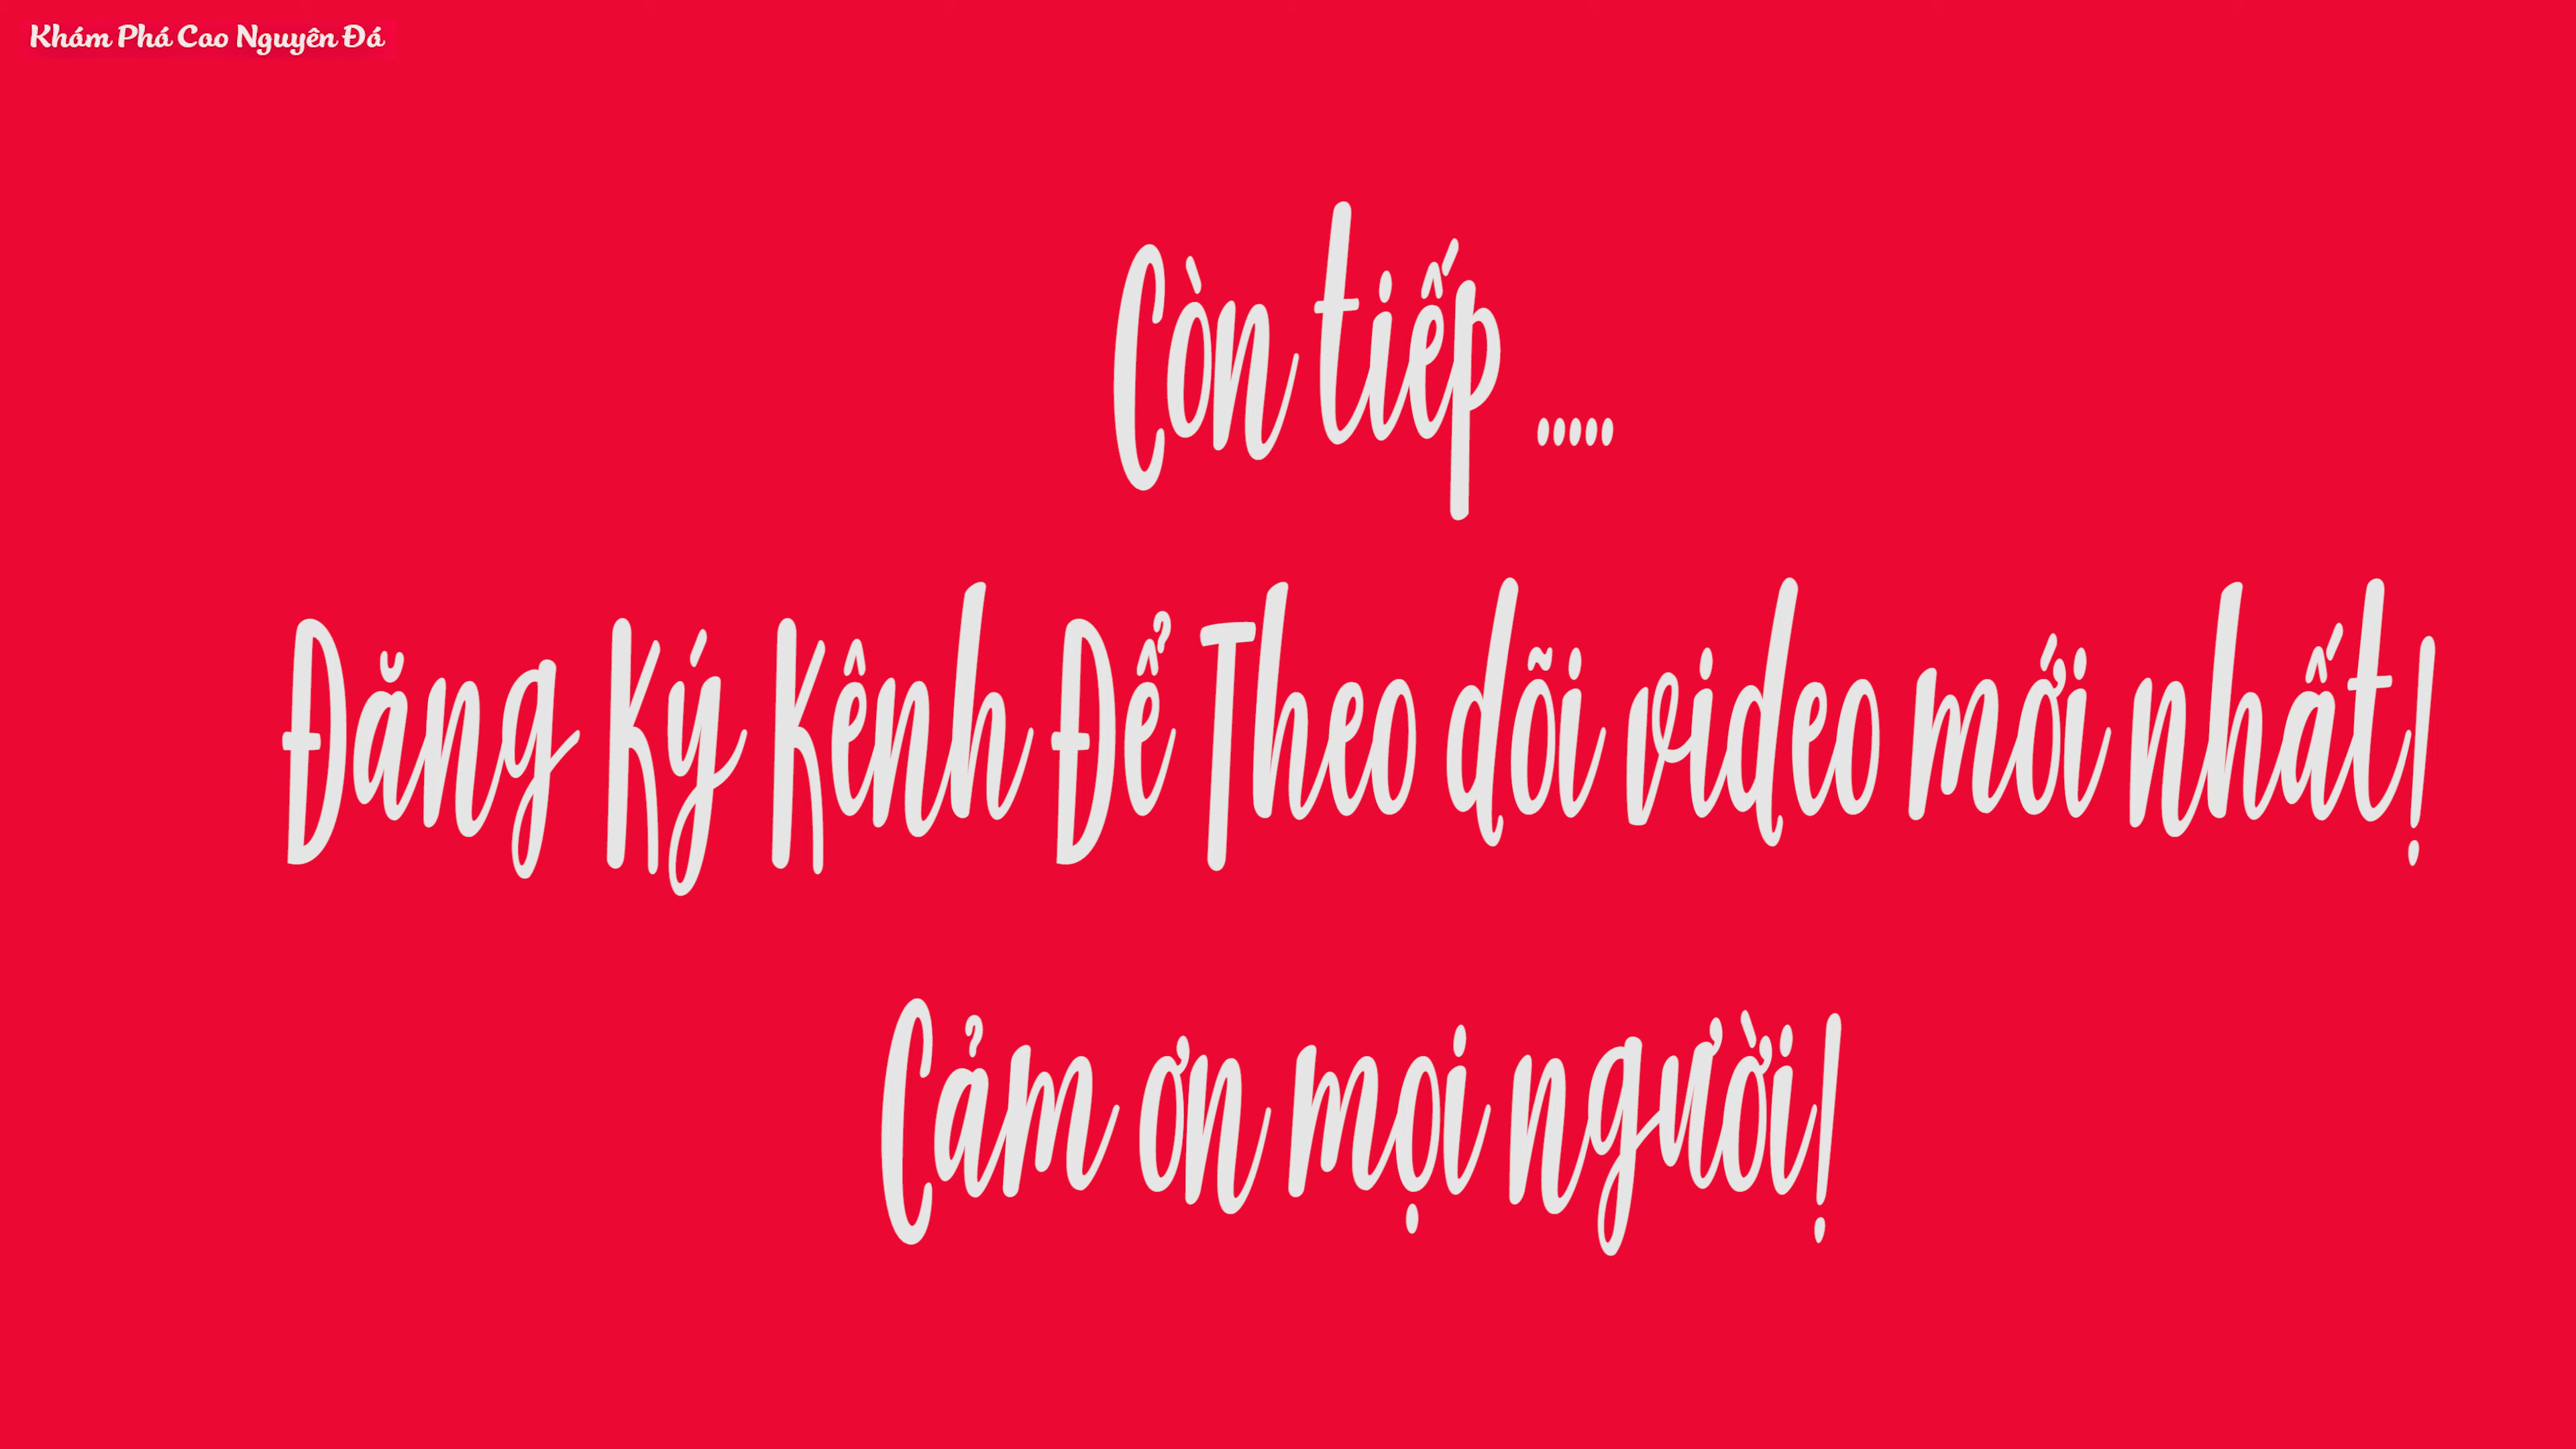 Khám Phá Cao Nguyên Đá
Còn tiếp .....
Đăng Ký Kênh Để Theo dõi video mới nhất!
Cảm ơn mọi người!